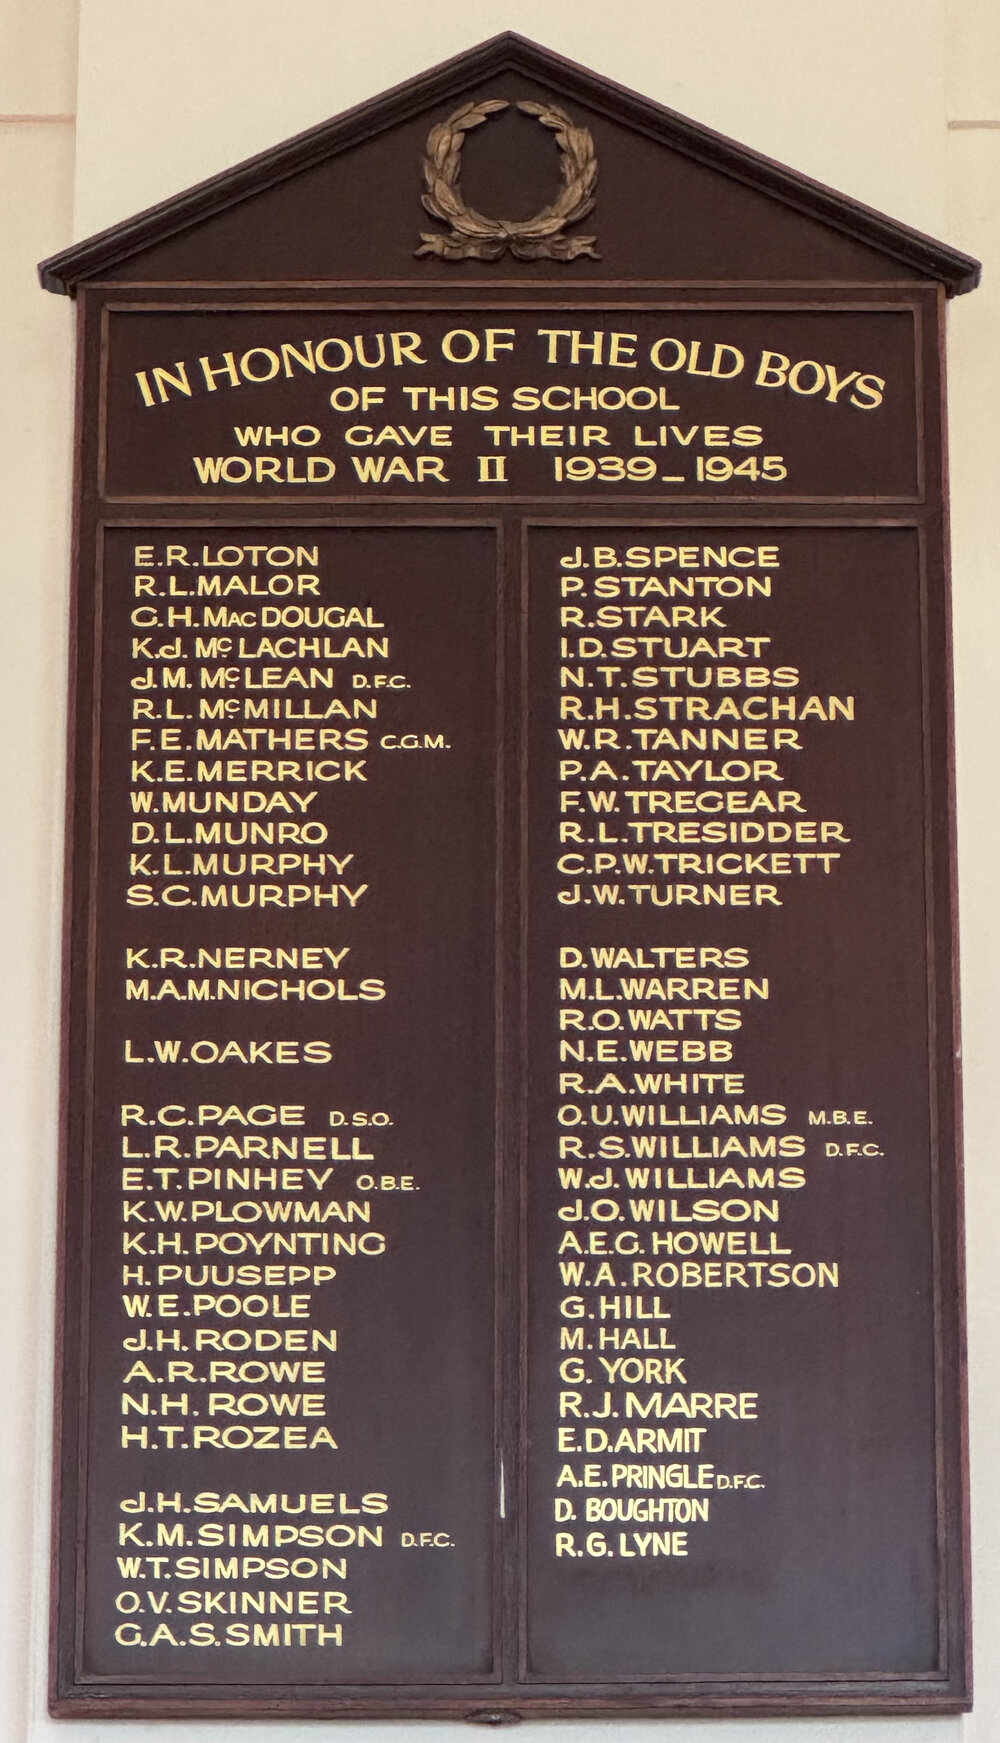 IN HONOUR OF THE OLD BOYS
OF THIS SCHOOL
WHO GAVE THEIR LIVES
WORLD WAR II 1939_1945
E.R.LOTON
R.L.MALOR
G.H.MacDOUGAL
K.J.McLACHLAN
J.M.McLEAN D.F.C.
R.L.McMILLAN
F.E.MATHERS C.G.M.
K.E.MERRICK
W.MUNDAY
D.L.MUNRO
K.L.MURPHY
S.C.MURPHY
K.R.NERNEY
M.A.M.NICHOLS
L.W.OAKES
R.C.PAGE D.S.O.
L.R.PARNELL
E.T.PINHEY O.B.E.
K.W.PLOWMAN
K.H.POYNTING
H.PUUSEPP
W.E.POOLE
J.H.RODEN
A.R.ROWE
N.H.ROWE
H.T.ROZEA
J.H.SAMUELS
K.M.SIMPSON D.F.C.
W.T.SIMPSON
O.V.SKINNER
G.A.S.SMITH
J.B.SPENCE
P.STANTON
R.STARK
I.D.STUART
N.T.STUBBS
R.H.STRACHAN
W.R.TANNER
P.A.TAYLOR
F.W.TREGEAR
R.L.TRESIDDER
C.P.W.TRICKETT
J.W.TURNER
D.WALTERS
M.L.WARREN
R.O.WATTS
N.E.WEBB
R.A.WHITE
O.U.WILLIAMS M.B.E.
R.S.WILLIAMS D.F.C.
W.J.WILLIAMS
J.O.WILSON
A.E.G.HOWELL
W.A.ROBERTSON
G.HILL
M.HALL
G.YORK
R.J.MARRE
E.D.ARMIT
A.E.PRINGLE D.F.C.
D. BOUGHTON
R.G.LYNE